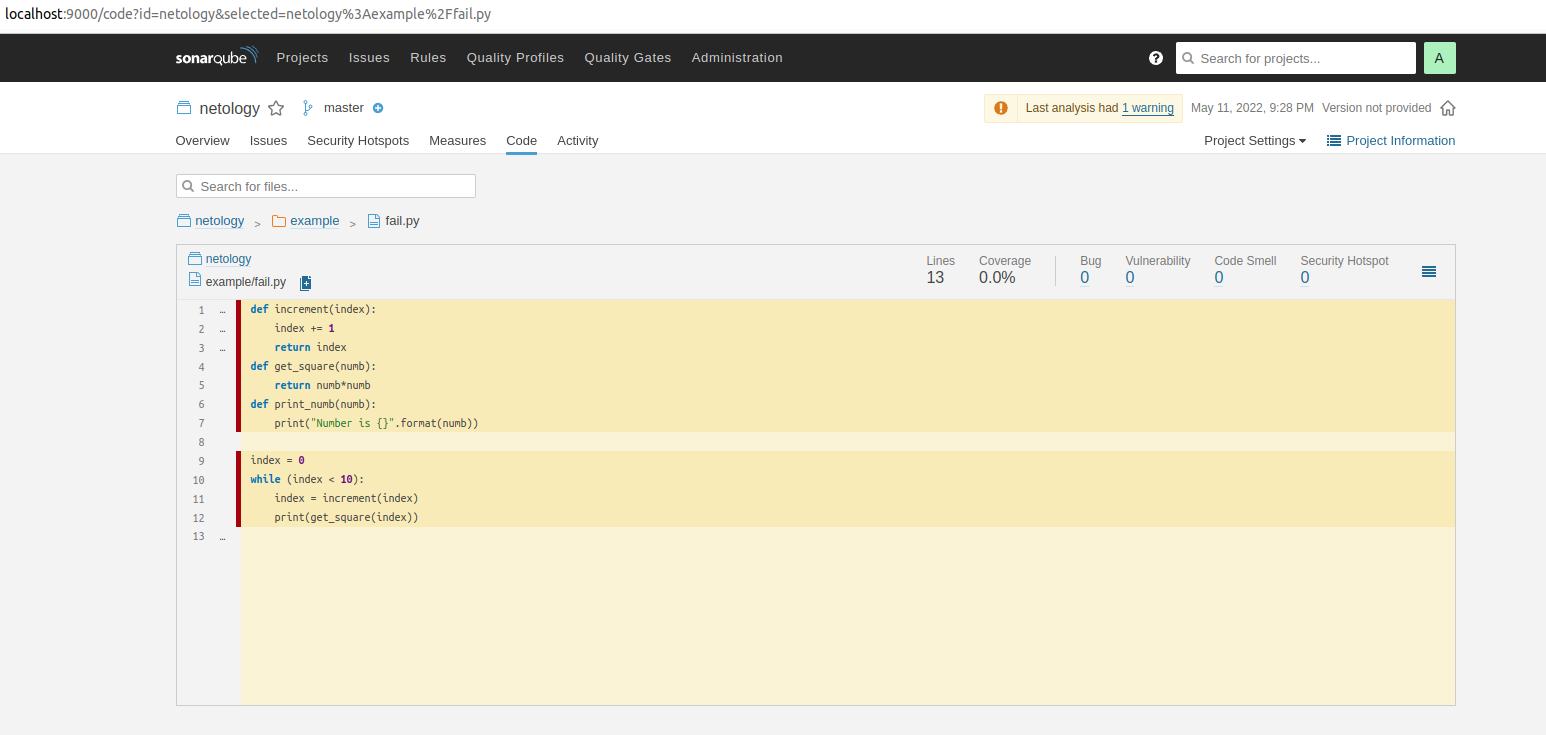 localhost:9000/code?id=netology&selected=netology%3Aexample%2Ffail.py
sonarqube Projects Issues Rules Quality Profiles Quality Gates Administration ? Search for projects... A
netology master Last analysis had 1 warning May 11, 2022, 9:28 PM Version not provided
Overview Issues Security Hotspots Measures Code Activity Project Settings Project Information
Search for files...
netology > example > fail.py
netology
example/fail.py
Lines Coverage Bug Vulnerability Code Smell Security Hotspot
13 0.0% 0 0 0 0
1 … def increment(index):
2 …     index += 1
3 …     return index
4 def get_square(numb):
5     return numb*numb
6 def print_numb(numb):
7     print("Number is {}".format(numb))
8
9 index = 0
10 while (index < 10):
11     index = increment(index)
12     print(get_square(index))
13 …